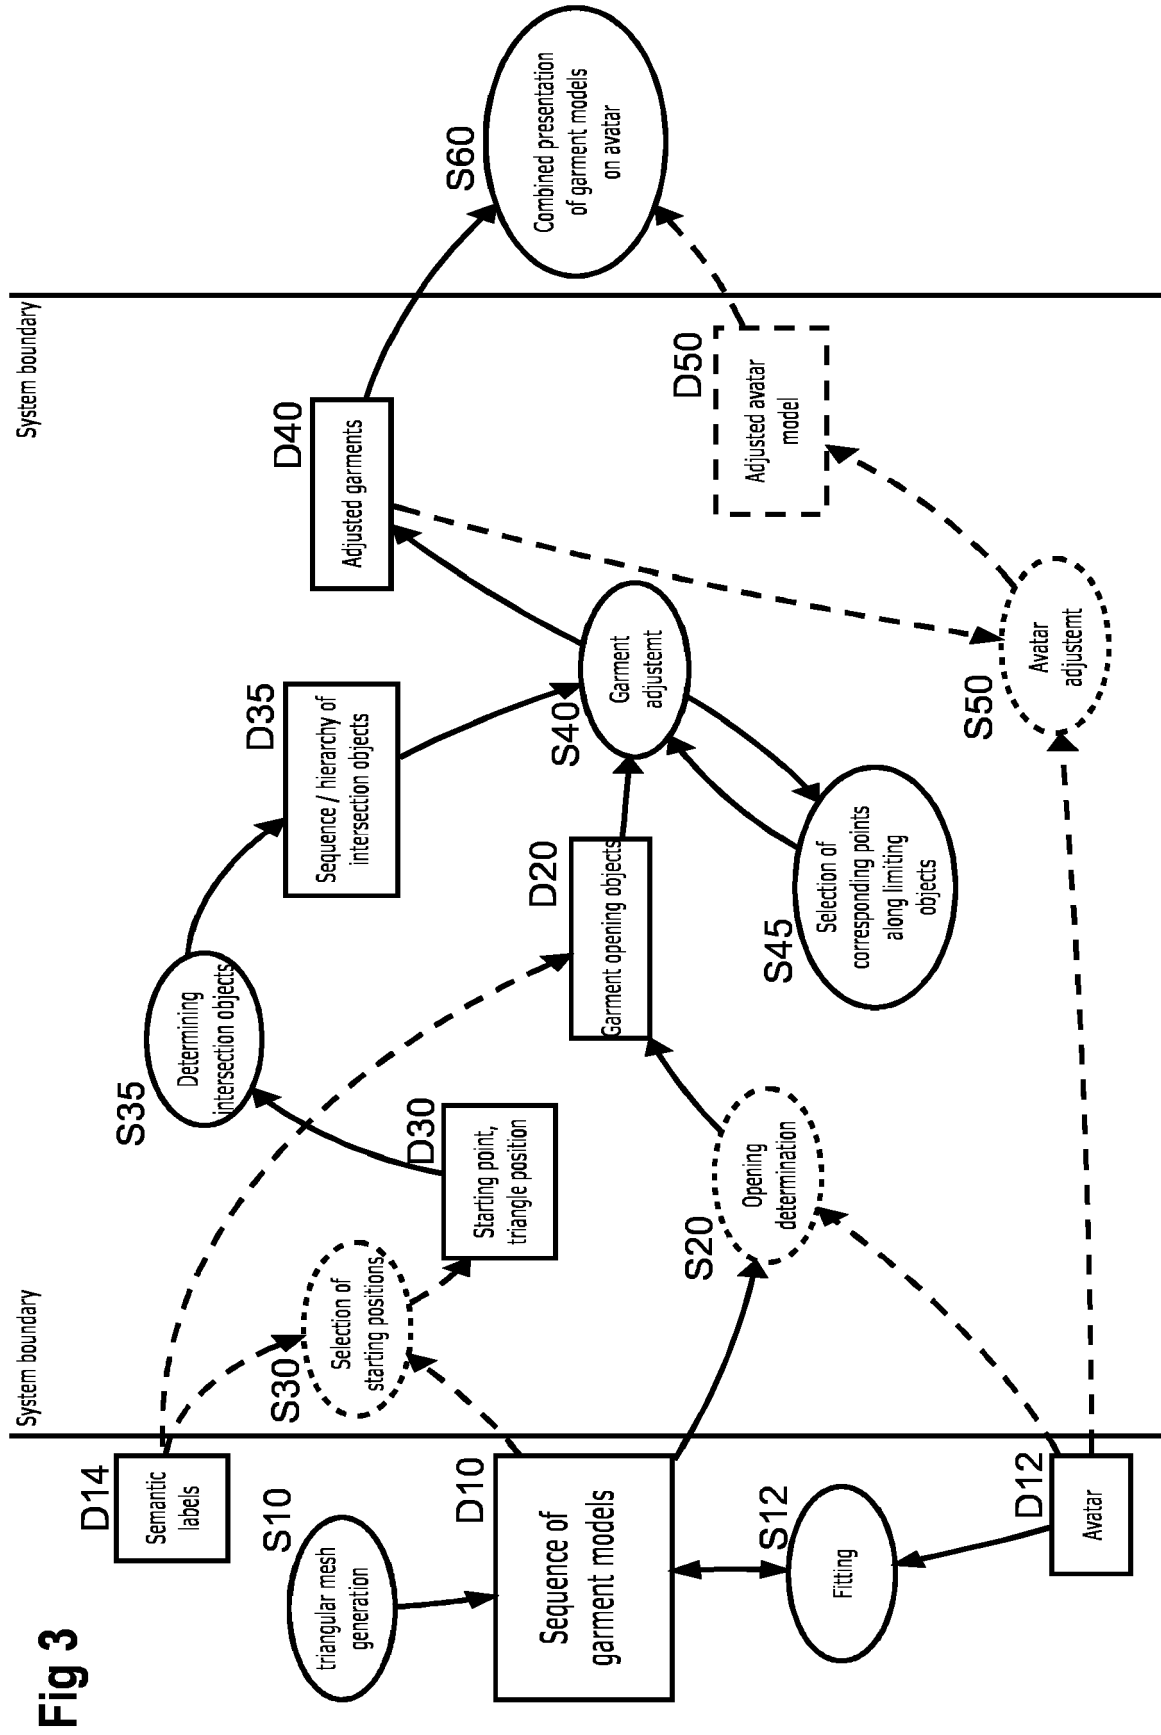 Fig 3
System boundary
System boundary
D14
Semantic
labels
S10
triangular mesh
generation
D10
Sequence of
garment models
S12
Fitting
D12
Avatar
S30
Selection of
starting positions
D30
Starting point,
triangle position
S20
Opening
determination
S35
Determining
intersection objects
D20
Garment opening objects
D35
Sequence / hierarchy of
intersection objects
S45
Selection of
corresponding points
along limiting
objects
S40
Garment
adjustemt
S50
Avatar
adjustemt
D40
Adjusted garments
D50
Adjusted avatar
model
S60
Combined presentation
of garment models
on avatar